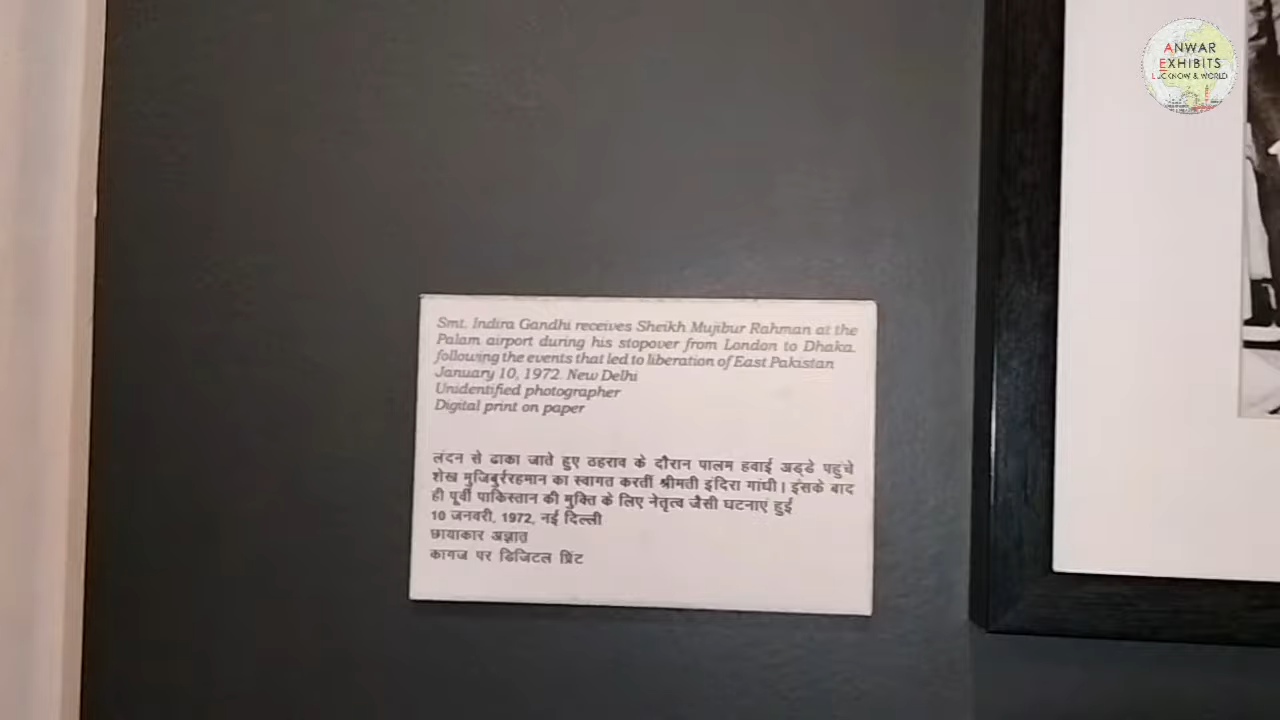 ANWAR
EXHIBITS
LUCKNOW & WORLD
Smt. Indira Gandhi receives Sheikh Mujibur Rahman at the
Palam airport during his stopover from London to Dhaka,
following the events that led to liberation of East Pakistan
January 10, 1972. New Delhi
Unidentified photographer
Digital print on paper
लंदन से ढाका जाते हुए ठहराव के दौरान पालम हवाई अड्डे पहुंचे
शेख मुजिबुर्ररहमान का स्वागत करतीं श्रीमती इंदिरा गांधी। इसके बाद
ही पूर्वी पाकिस्तान की मुक्ति के लिए नेतृत्व जैसी घटनाएं हुईं
10 जनवरी, 1972, नई दिल्ली
छायाकार अज्ञात
कागज पर डिजिटल प्रिंट